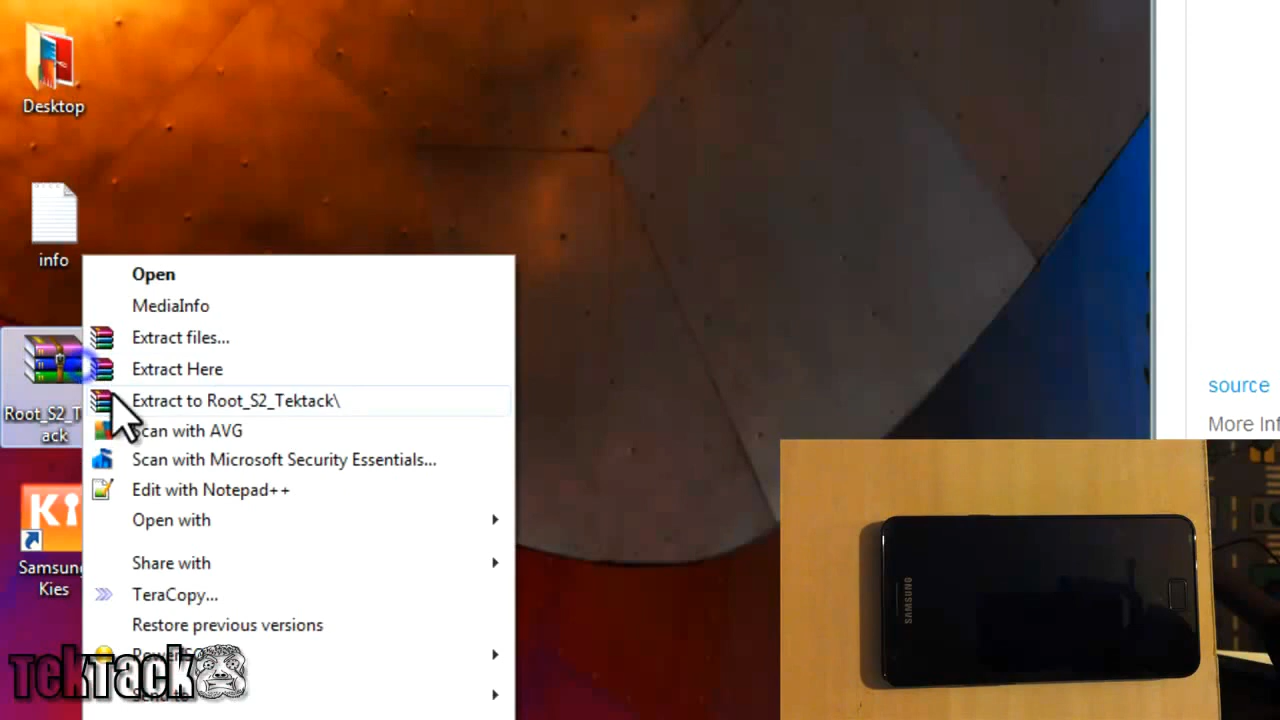 Desktop
info
Root_S2_T
ack
Samsung
Kies
Open
MediaInfo
Extract files...
Extract Here
Extract to Root_S2_Tektack\
Scan with AVG
Scan with Microsoft Security Essentials...
Edit with Notepad++
Open with
Share with
TeraCopy...
Restore previous versions
Send to
source
More Inf
SAMSUNG
TEKTACK